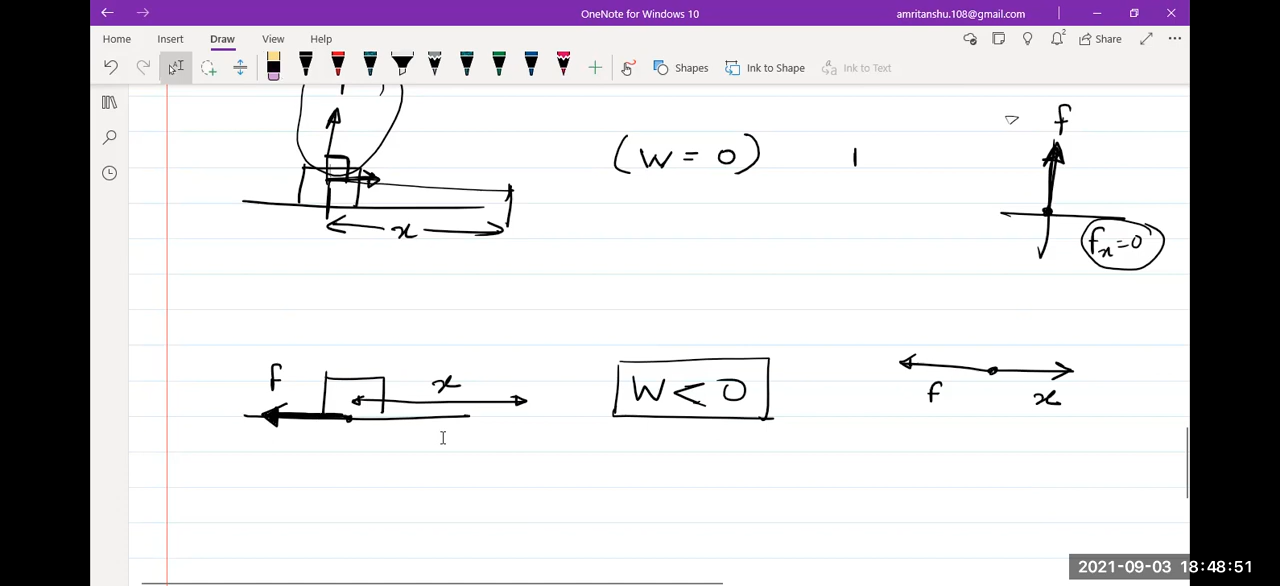 OneNote for Windows 10
amritanshu.108@gmail.com
Home Insert Draw View Help
Share
Shapes
Ink to Shape
Ink to Text
f
(W = 0)
x
fx=0
f
x
W < 0
f
x
2021-09-03 18:48:51